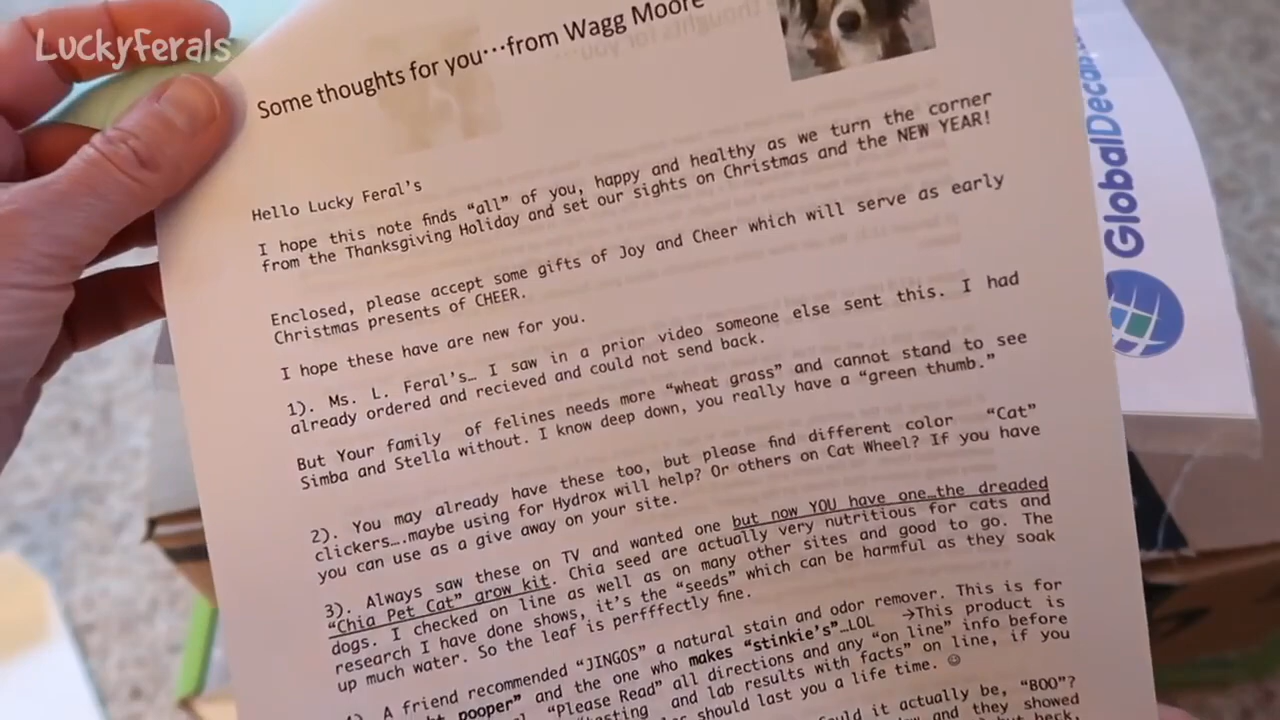 LuckyFerals
Some thoughts for you...from Wagg Moore
Hello Lucky Feral's
I hope this note finds "all" of you, happy and healthy as we turn the corner
from the Thanksgiving Holiday and set our sights on Christmas and the NEW YEAR!
Enclosed, please accept some gifts of Joy and Cheer which will serve as early
Christmas presents of CHEER.
I hope these have are new for you.
1). Ms. L. Feral's… I saw in a prior video someone else sent this. I had
already ordered and recieved and could not send back.
But Your family of felines needs more "wheat grass" and cannot stand to see
Simba and Stella without. I know deep down, you really have a "green thumb."
2). You may already have these too, but please find different color "Cat"
clickers….maybe using for Hydrox will help? Or others on Cat Wheel? If you have
you can use as a give away on your site.
3). Always saw these on TV and wanted one but now YOU have one…the dreaded
"Chia Pet Cat" grow kit. Chia seed are actually very nutritious for cats and
dogs. I checked on line as well as on many other sites and good to go. The
research I have done shows, it's the "seeds" which can be harmful as they soak
up much water. So the leaf is perfffectly fine.
A friend recommended "JINGOS" a natural stain and odor remover. This is for
pooper" and the one who makes "stinkie's"…LOL →This product is
"Please Read" all directions and any "on line" info before
and lab results with facts" on line, if you
should last you a life time. ☺
it actually be, "BOO"?
and they showed
heck,
GlobalDecor